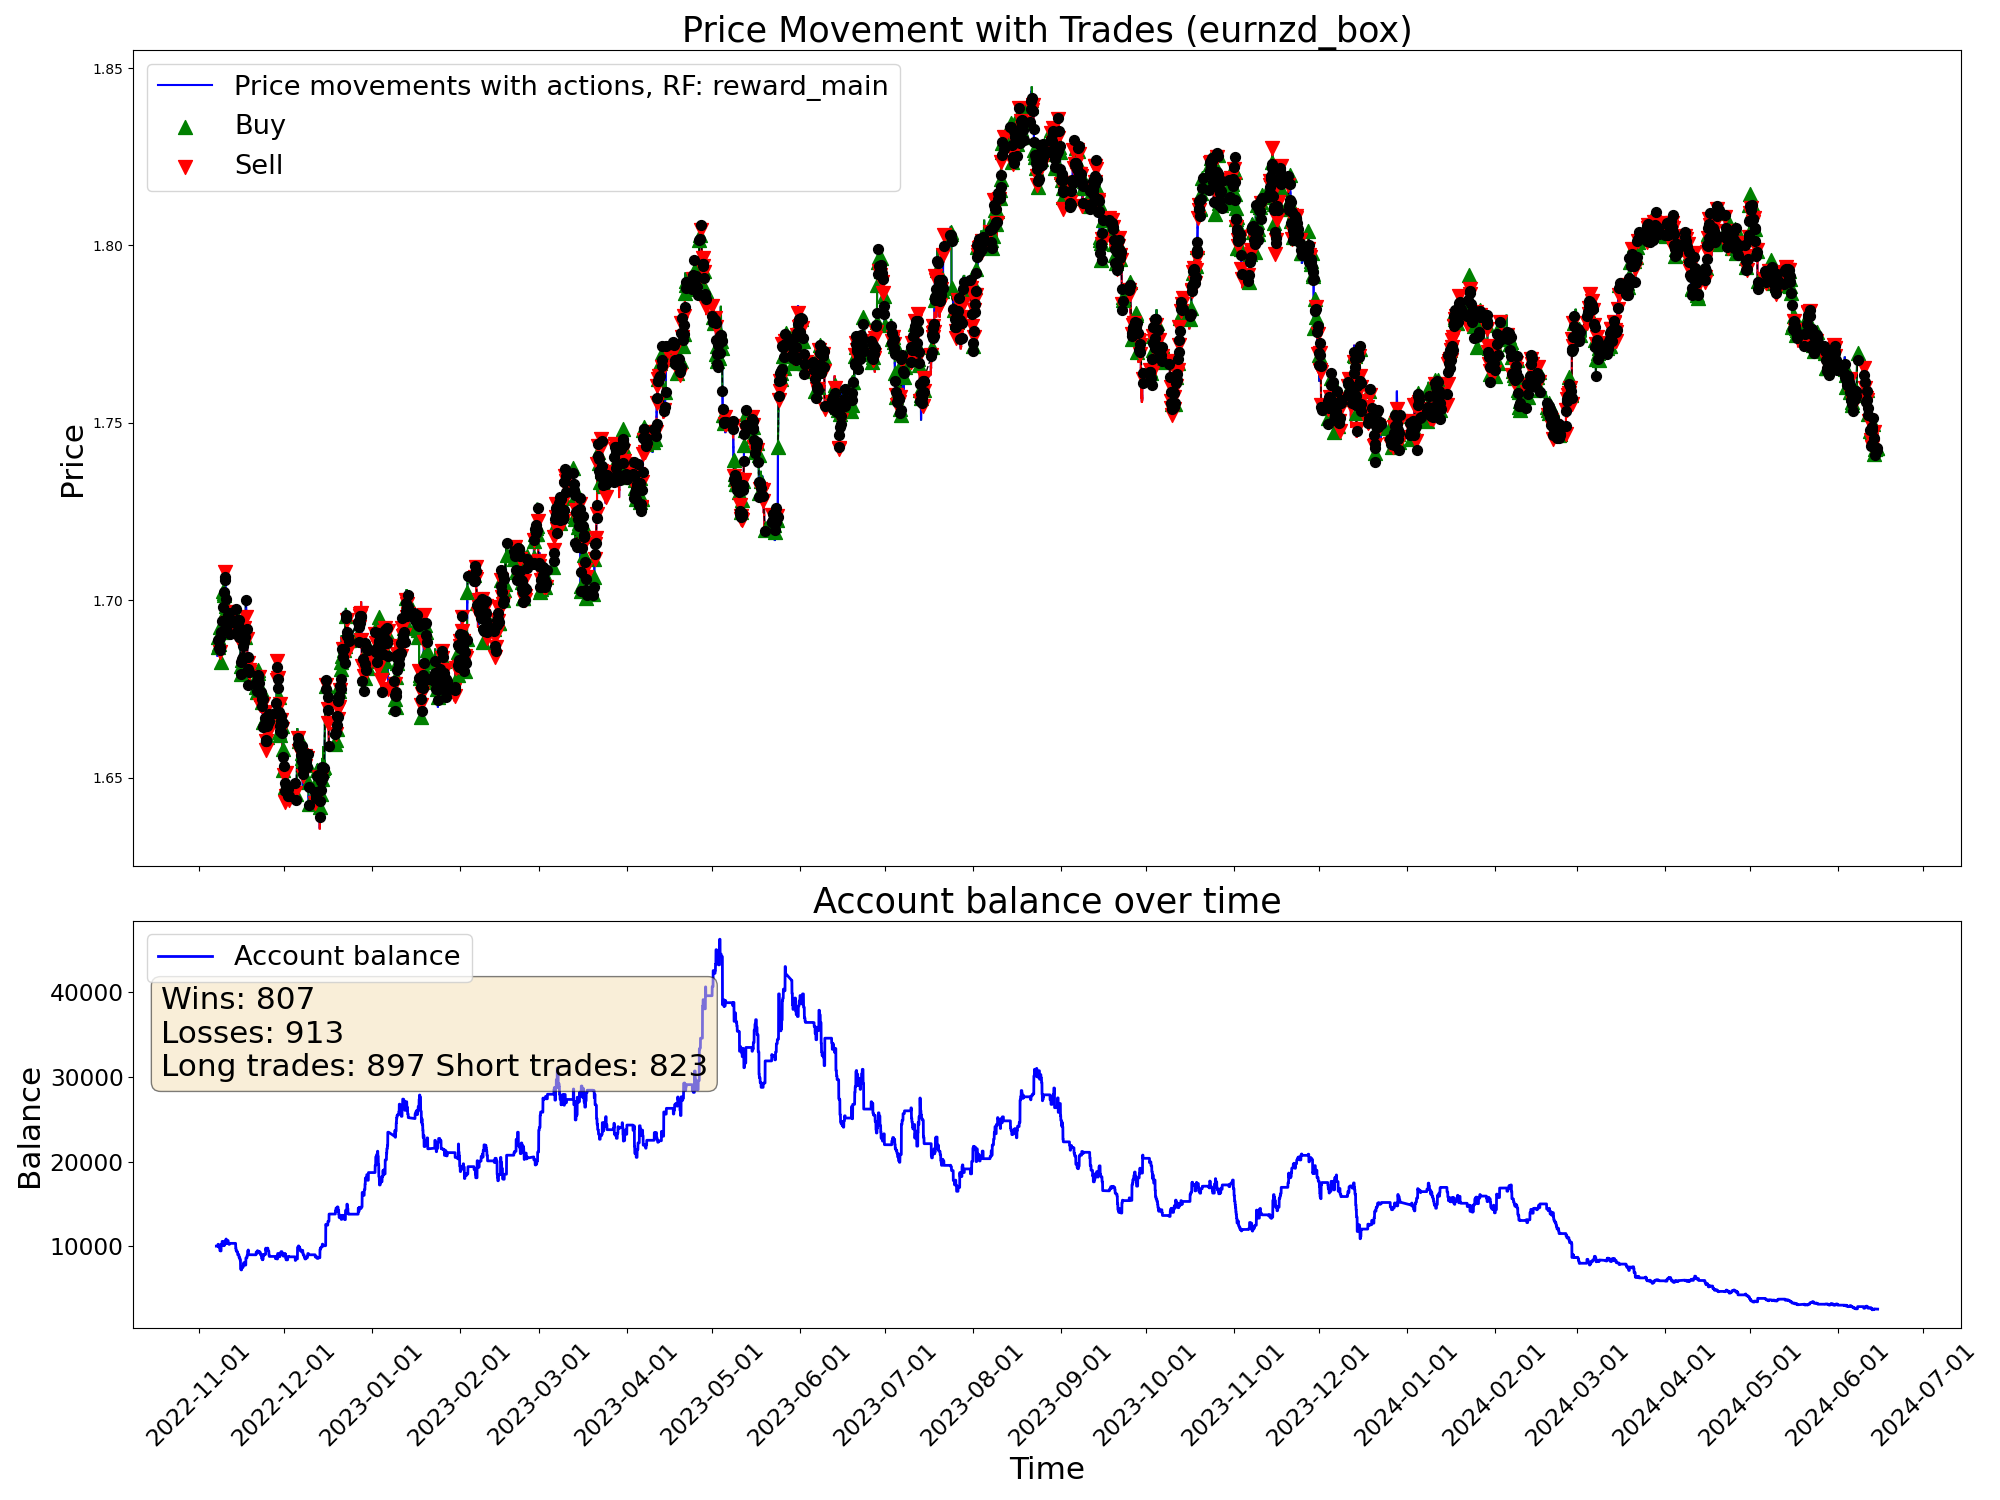 Price Movement with Trades (eurnzd_box)
Price movements with actions, RF: reward_main
Buy
Sell
1.85
1.80
1.75
1.70
1.65
Price
Account balance over time
Account balance
Wins: 807
Losses: 913
Long trades: 897 Short trades: 823
40000
30000
20000
10000
Balance
2022-11-01
2022-12-01
2023-01-01
2023-02-01
2023-03-01
2023-04-01
2023-05-01
2023-06-01
2023-07-01
2023-08-01
2023-09-01
2023-10-01
2023-11-01
2023-12-01
2024-01-01
2024-02-01
2024-03-01
2024-04-01
2024-05-01
2024-06-01
2024-07-01
Time